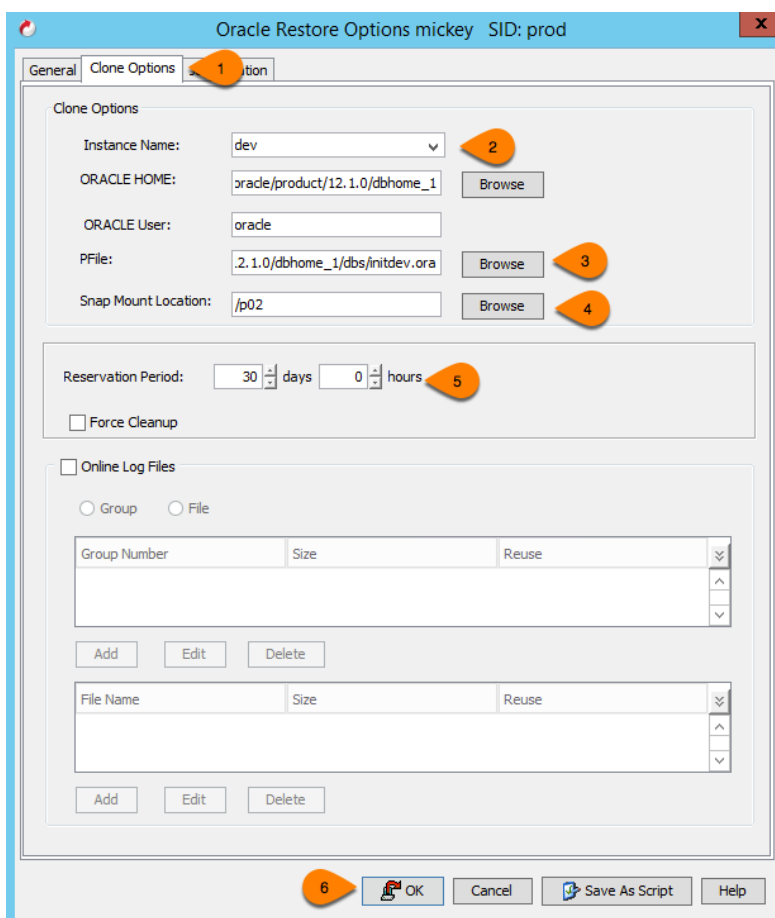 Oracle Restore Options mickey SID: prod
X
General Clone Options 1
Clone Options
Instance Name: dev 2
ORACLE HOME: oracle/product/12.1.0/dbhome_1 Browse
ORACLE User: oracle
PFile: .2.1.0/dbhome_1/dbs/initdev.ora Browse 3
Snap Mount Location: /p02 Browse 4
Reservation Period: 30 days 0 hours 5
Force Cleanup
Online Log Files
Group File
Group Number Size Reuse
Add Edit Delete
File Name Size Reuse
Add Edit Delete
6 OK Cancel Save As Script Help